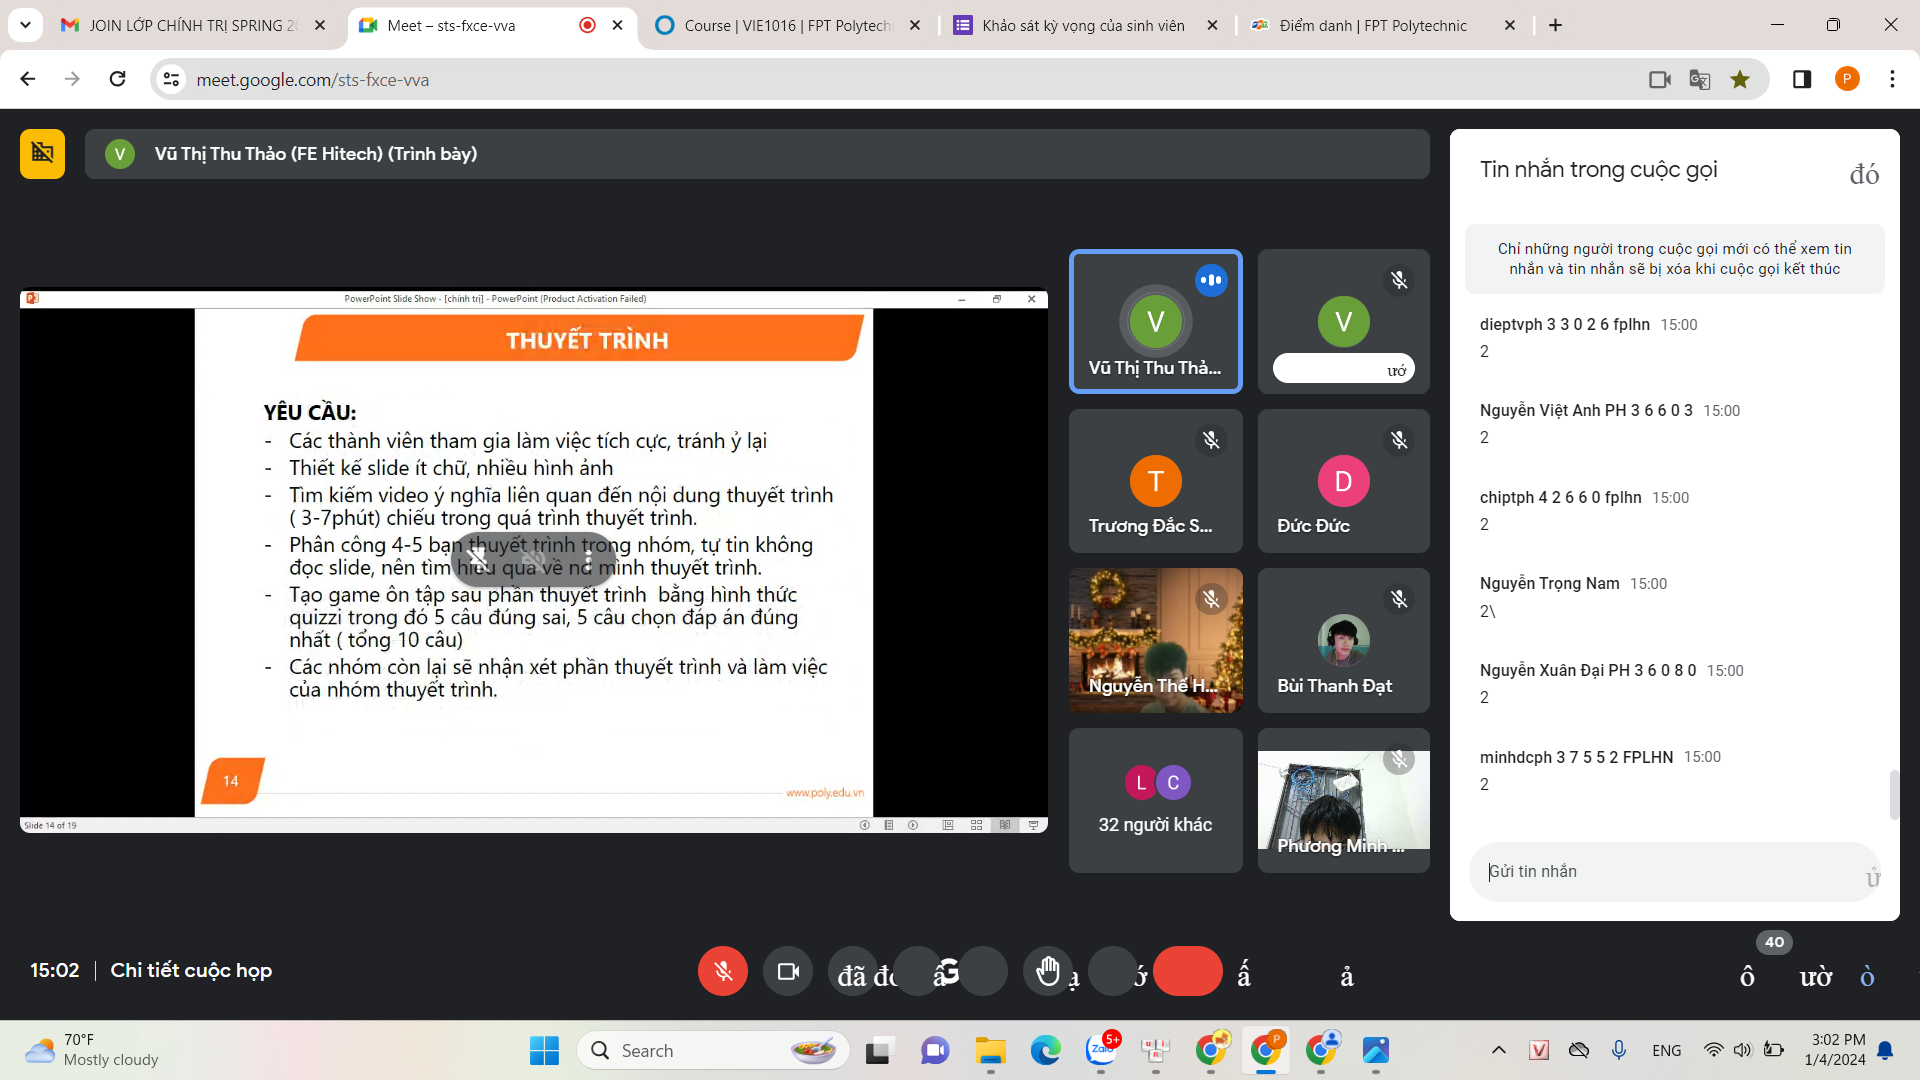 JOIN LỚP CHÍNH TRỊ SPRING 20
Meet – sts-fxce-vva
Course | VIE1016 | FPT Polytechn
Khảo sát kỳ vọng của sinh viên
Điểm danh | FPT Polytechnic
meet.google.com/sts-fxce-vva
P
V
Vũ Thị Thu Thảo (FE Hitech) (Trình bày)
Tin nhắn trong cuộc gọi
đó
Chỉ những người trong cuộc gọi mới có thể xem tin
nhắn và tin nhắn sẽ bị xóa khi cuộc gọi kết thúc
PowerPoint Slide Show - [chính trị] - PowerPoint (Product Activation Failed)
THUYẾT TRÌNH
YÊU CẦU:
- Các thành viên tham gia làm việc tích cực, tránh ỷ lại
- Thiết kế slide ít chữ, nhiều hình ảnh
- Tìm kiếm video ý nghĩa liên quan đến nội dung thuyết trình
( 3-7phút) chiếu trong quá trình thuyết trình.
- Phân công 4-5 bạn thuyết trình trong nhóm, tự tin không
đọc slide, nên tìm hiểu quá về nd mình thuyết trình.
- Tạo game ôn tập sau phần thuyết trình bằng hình thức
quizzi trong đó 5 câu đúng sai, 5 câu chọn đáp án đúng
nhất ( tổng 10 câu)
- Các nhóm còn lại sẽ nhận xét phần thuyết trình và làm việc
của nhóm thuyết trình.
14
www.poly.edu.vn
Slide 14 of 19
V
Vũ Thị Thu Thả...
V
ướ
T
Trương Đắc S...
D
Đức Đức
Nguyễn Thế H...
Bùi Thanh Đạt
L C
32 người khác
Phương Minh ...
dieptvph 3 3 0 2 6 fplhn 15:00
2
Nguyễn Việt Anh PH 3 6 6 0 3 15:00
2
chiptph 4 2 6 6 0 fplhn 15:00
2
Nguyễn Trọng Nam 15:00
2\
Nguyễn Xuân Đại PH 3 6 0 8 0 15:00
2
minhdcph 3 7 5 5 2 FPLHN 15:00
2
Gửi tin nhắn
ử
15:02 | Chi tiết cuộc họp
đã
ấ
ả
40
ô
ườ
ò
70°F
Mostly cloudy
Search
Zalo
5+
P
V
ENG
3:02 PM
1/4/2024